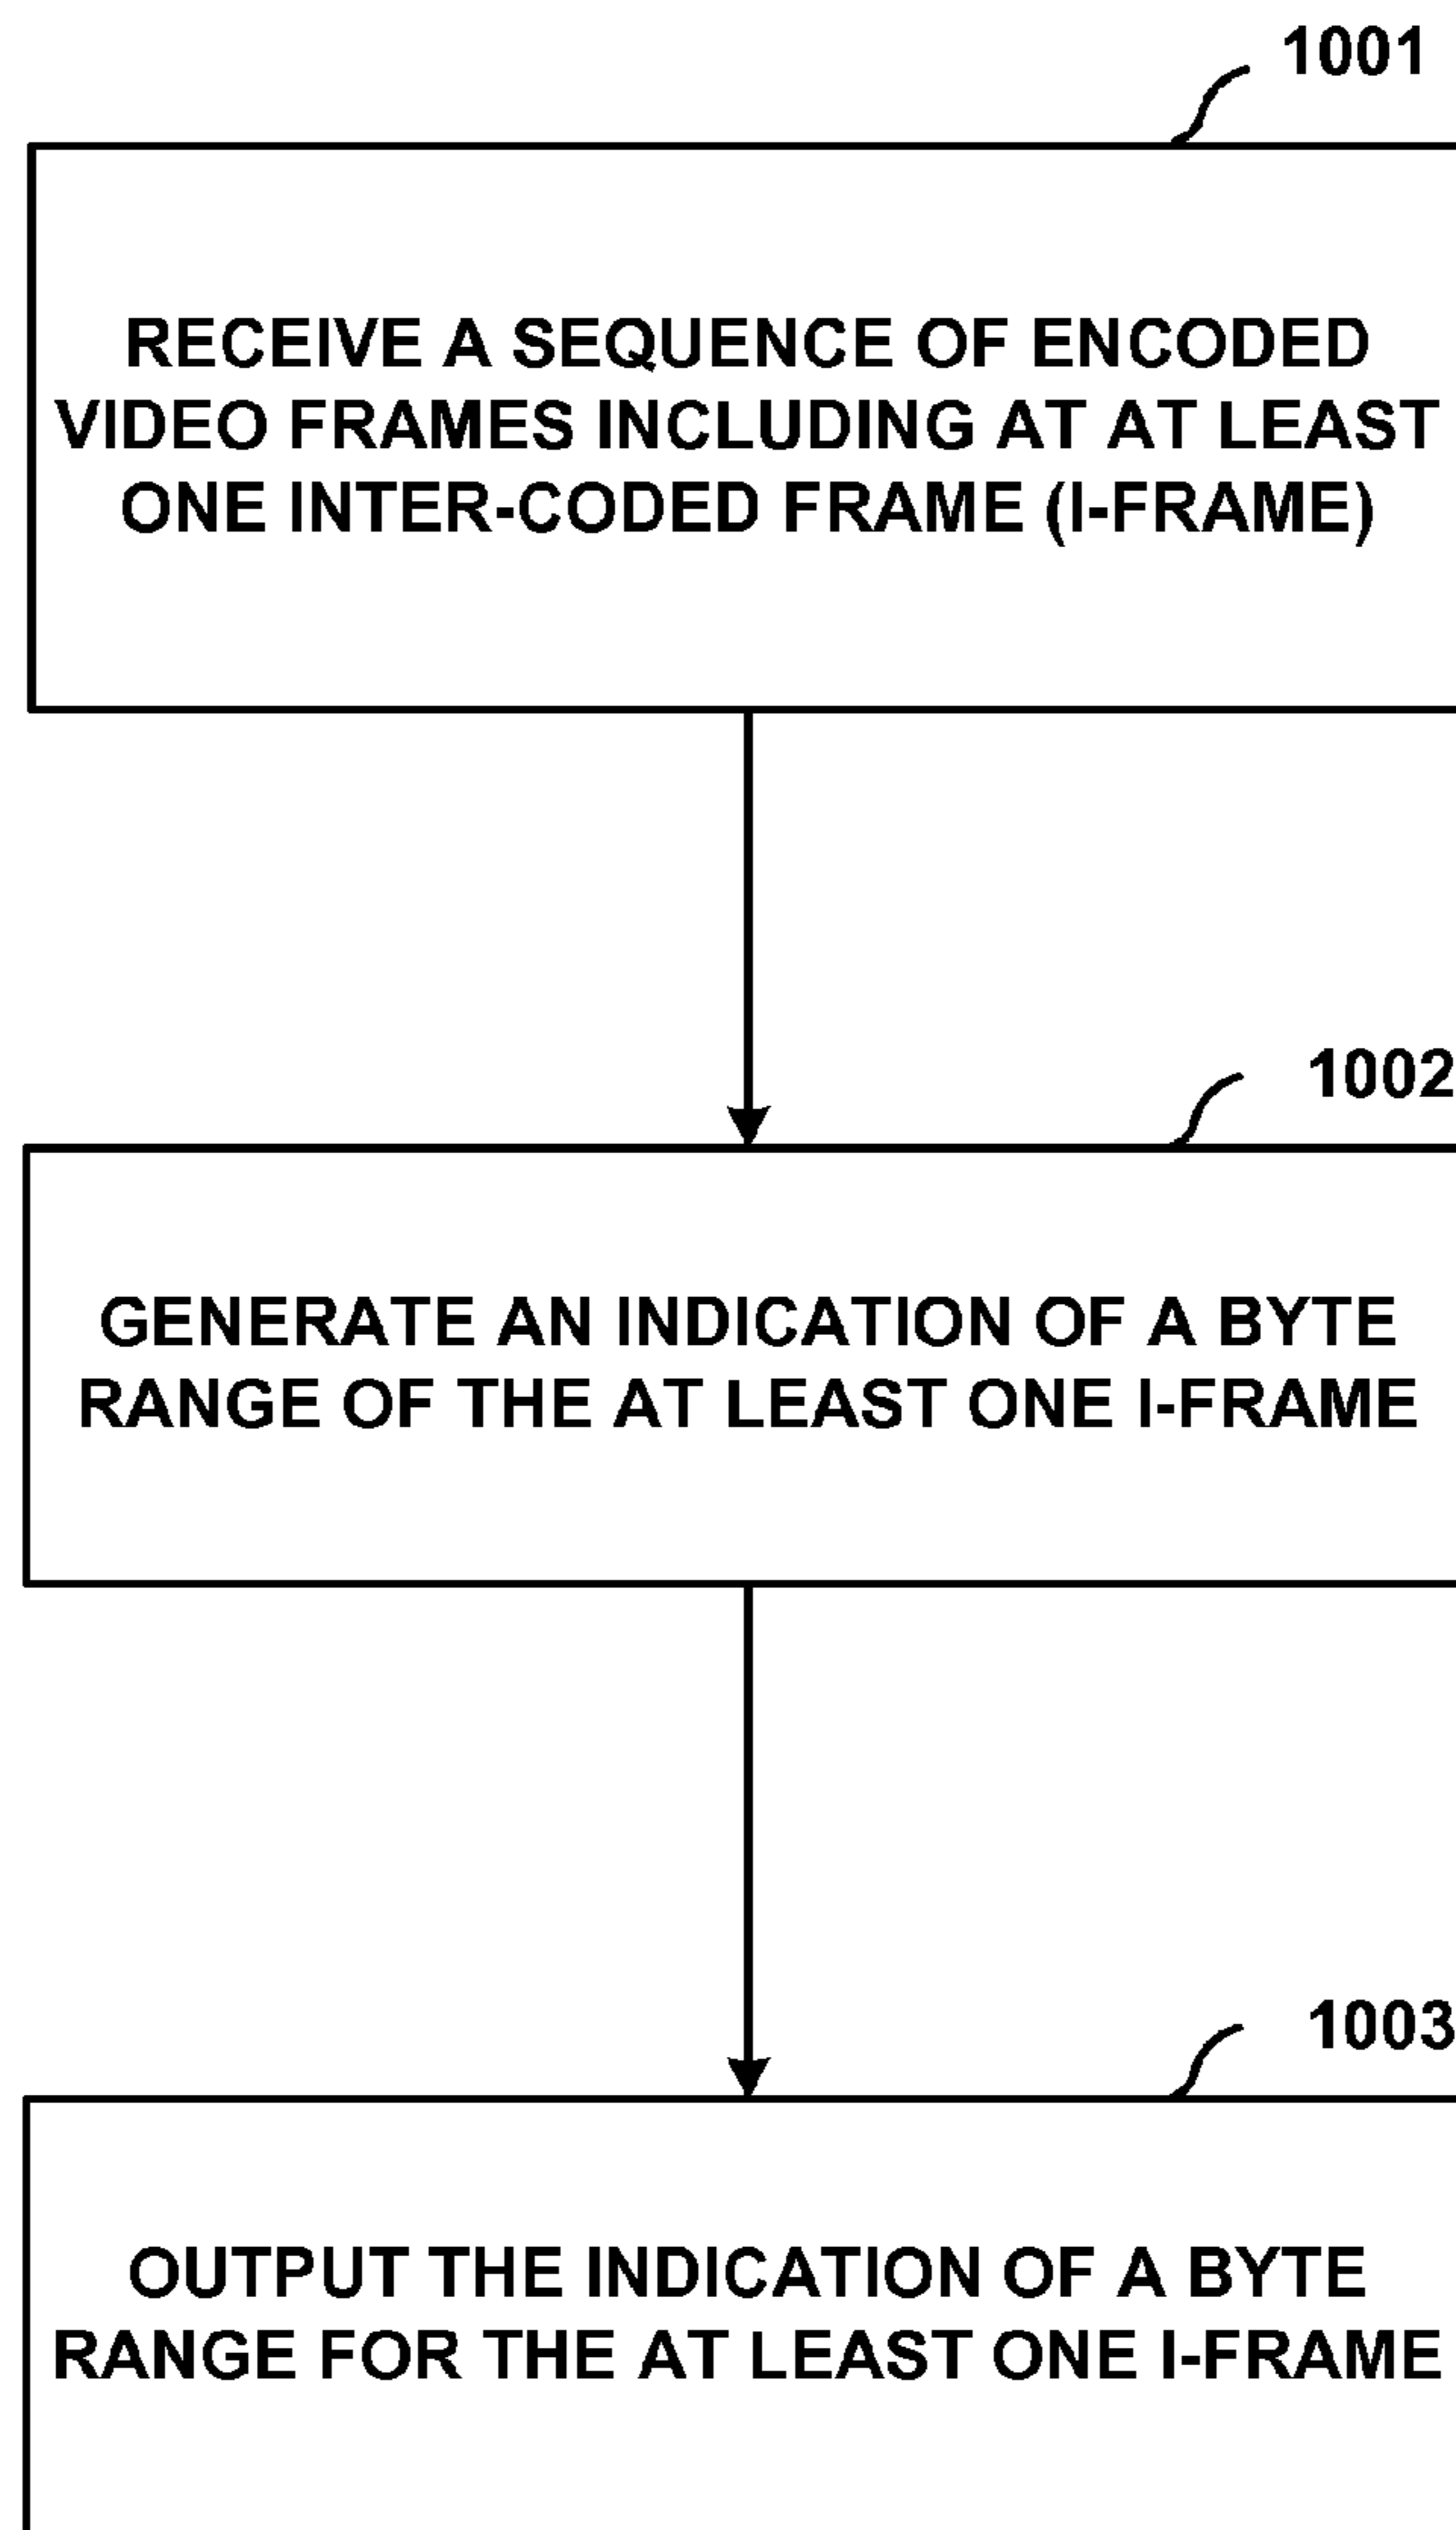 1001
RECEIVE A SEQUENCE OF ENCODED
VIDEO FRAMES INCLUDING AT AT LEAST
ONE INTER-CODED FRAME (I-FRAME)
1002
GENERATE AN INDICATION OF A BYTE
RANGE OF THE AT LEAST ONE I-FRAME
1003
OUTPUT THE INDICATION OF A BYTE
RANGE FOR THE AT LEAST ONE I-FRAME